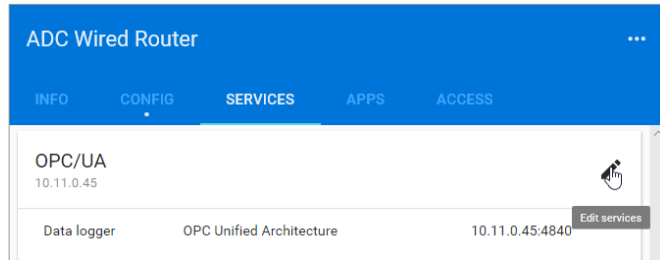 ADC Wired Router
INFO CONFIG SERVICES APPS ACCESS
OPC/UA
10.11.0.45
Edit services
Data logger OPC Unified Architecture 10.11.0.45:4840